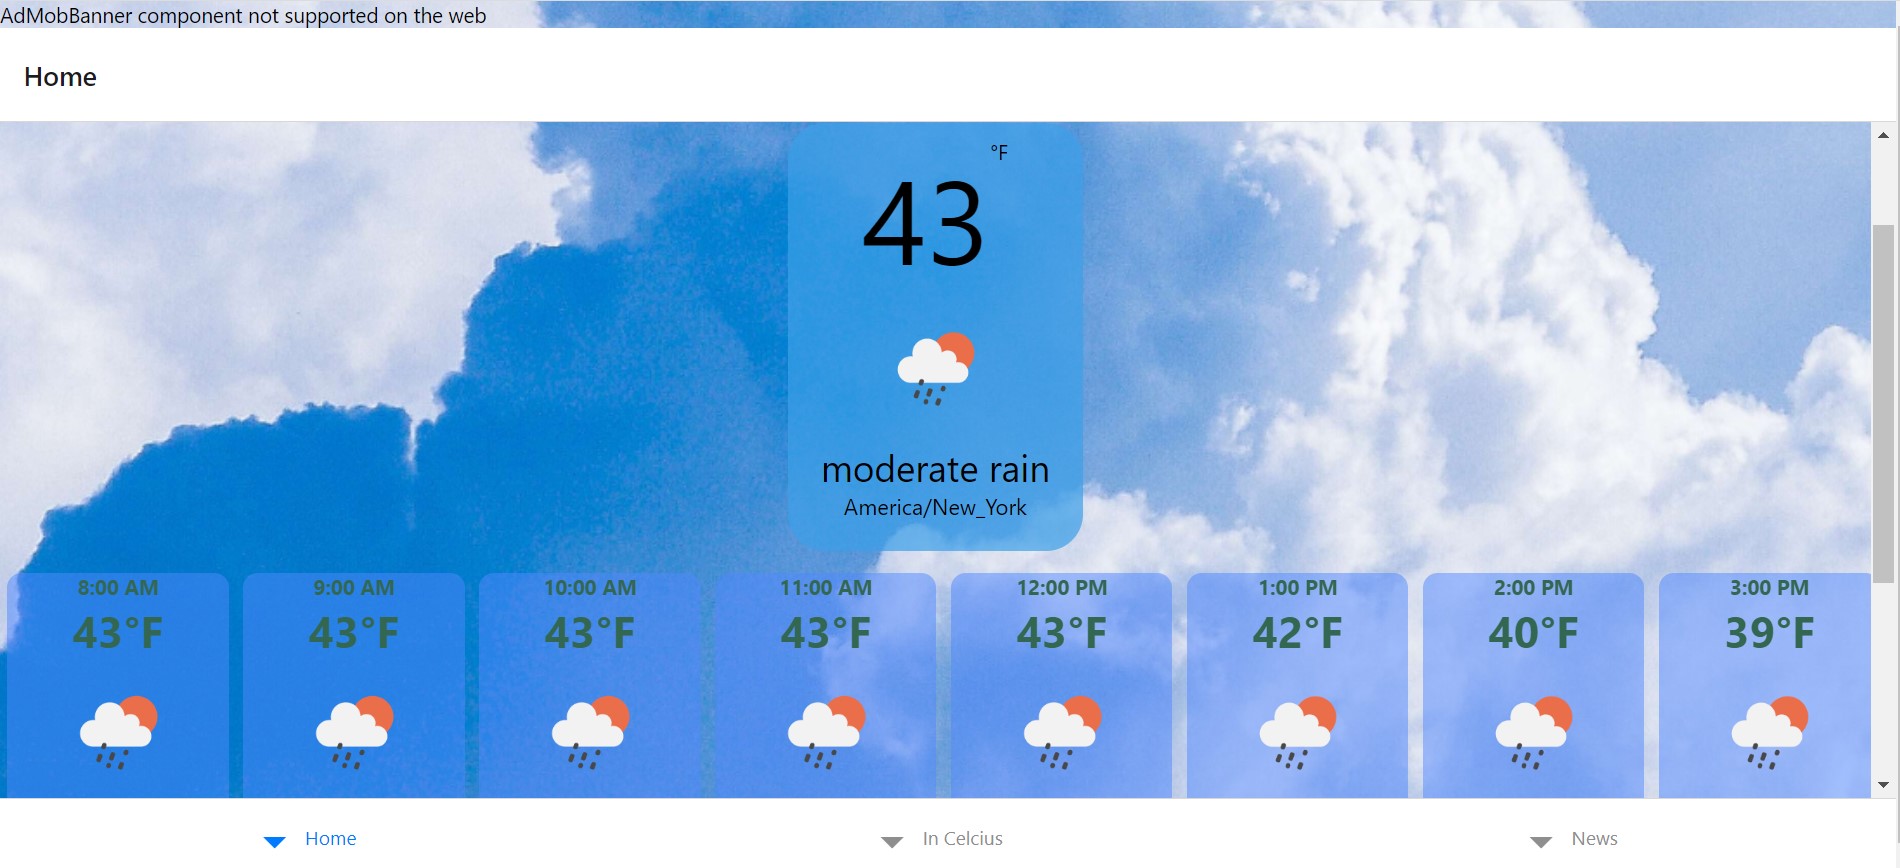 AdMobBanner component not supported on the web
Home
°F
43
moderate rain
America/New_York
8:00 AM 9:00 AM 10:00 AM 11:00 AM 12:00 PM 1:00 PM 2:00 PM 3:00 PM
43°F 43°F 43°F 43°F 43°F 42°F 40°F 39°F
Home In Celcius News